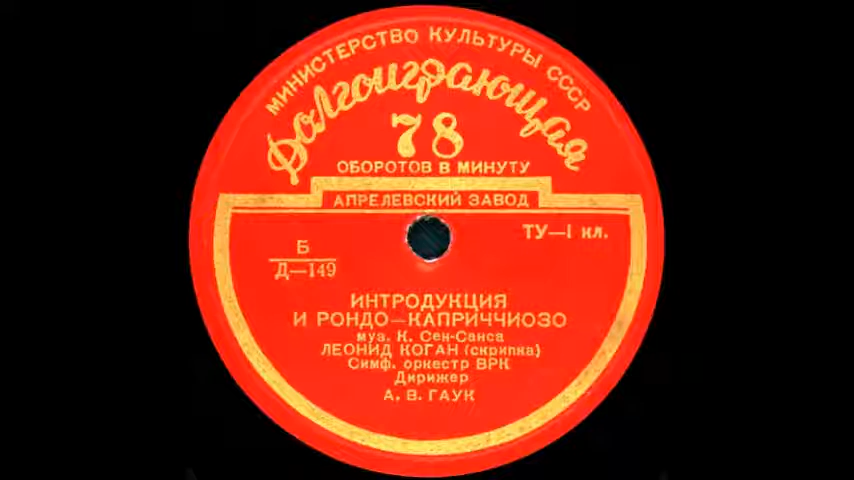 МИНИСТЕРСТВО КУЛЬТУРЫ СССР
Долгоиграющая
78
ОБОРОТОВ В МИНУТУ
АПРЕЛЕВСКИЙ ЗАВОД
ТУ—I кл.
Б
Д—149
ИНТРОДУКЦИЯ
И РОНДО—КАПРИЧЧИОЗО
муз. К. Сен-Санса
ЛЕОНИД КОГАН (скрипка)
Симф. оркестр ВРК
Дирижер
А. В. ГАУК